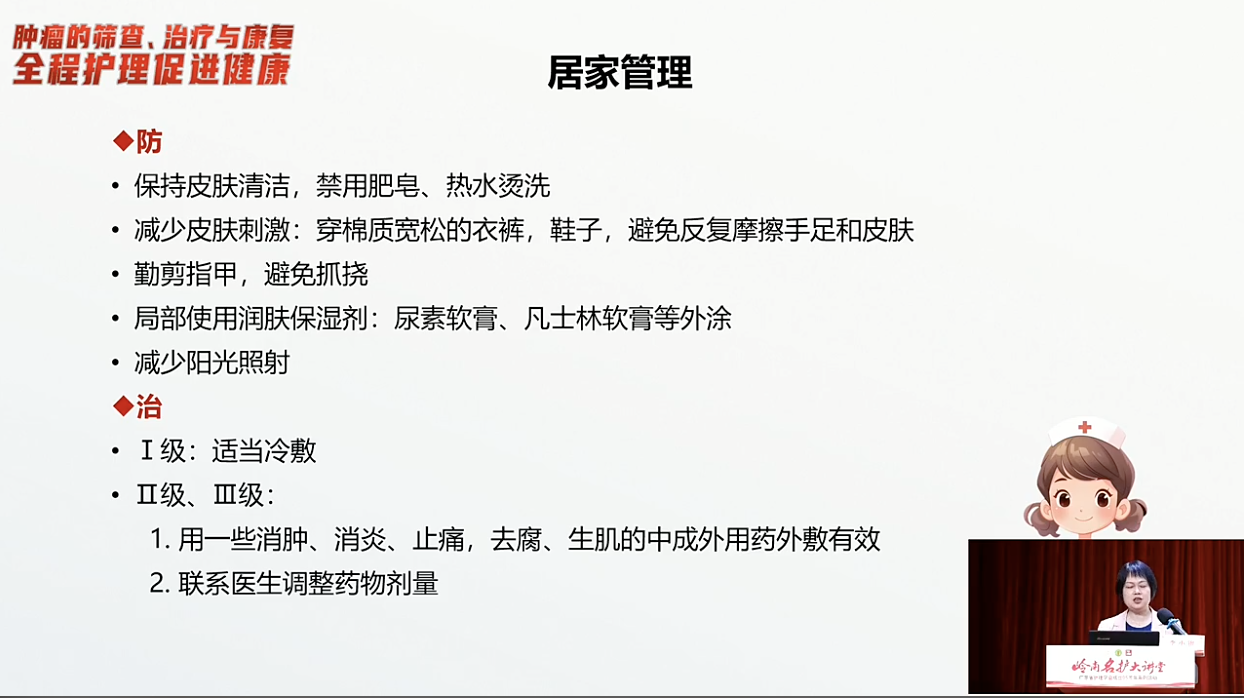 肿瘤的筛查、治疗与康复
全程护理促进健康
居家管理
◆防
• 保持皮肤清洁，禁用肥皂、热水烫洗
• 减少皮肤刺激：穿棉质宽松的衣裤，鞋子，避免反复摩擦手足和皮肤
• 勤剪指甲，避免抓挠
• 局部使用润肤保湿剂：尿素软膏、凡士林软膏等外涂
• 减少阳光照射
◆治
• Ⅰ级：适当冷敷
• Ⅱ级、Ⅲ级：
1. 用一些消肿、消炎、止痛，去腐、生肌的中成外用药外敷有效
2. 联系医生调整药物剂量
岭南名护大讲堂